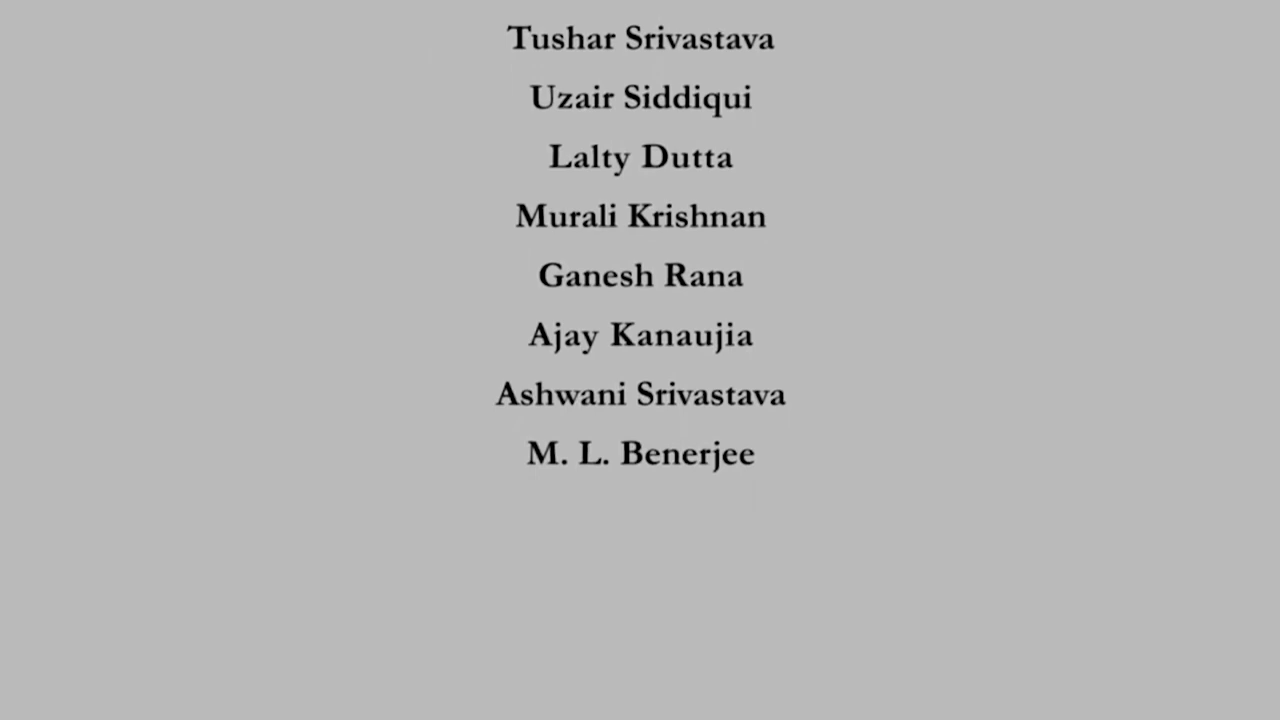 Tushar Srivastava
Uzair Siddiqui
Lalty Dutta
Murali Krishnan
Ganesh Rana
Ajay Kanaujia
Ashwani Srivastava
M. L. Benerjee